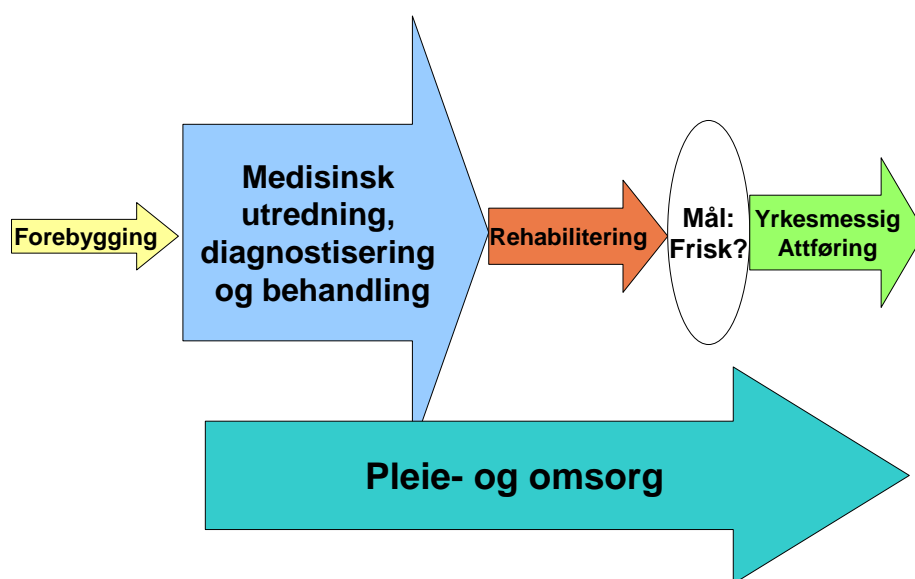 Forebygging
Medisinsk
utredning,
diagnostisering
og behandling
Rehabilitering
Mål:
Frisk?
Yrkesmessig
Attføring
Pleie- og omsorg